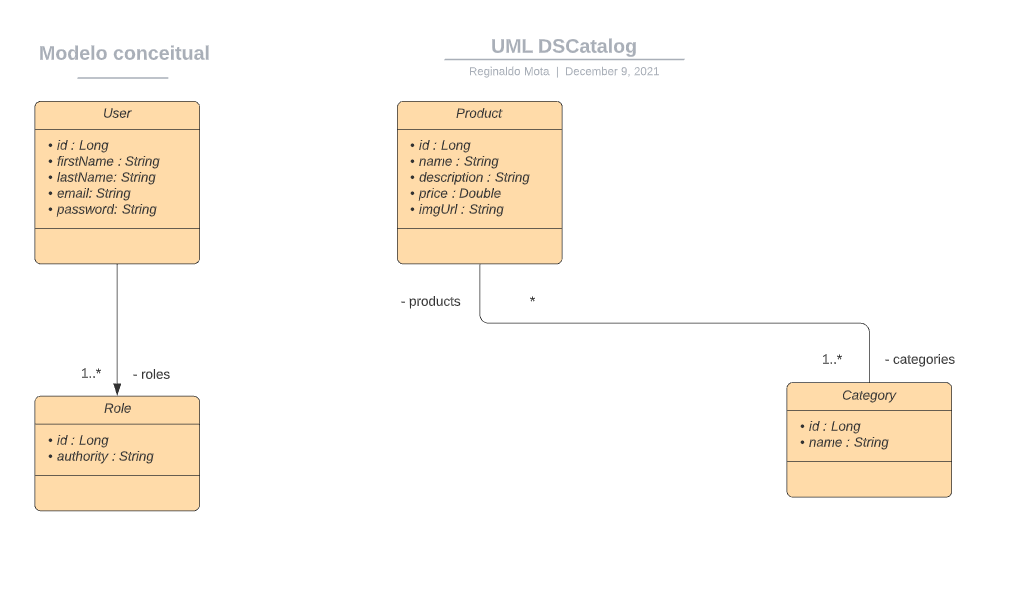 Modelo conceitual
UML DSCatalog
Reginaldo Mota | December 9, 2021
User
• id : Long
• firstName : String
• lastName: String
• email: String
• password: String
Product
• id : Long
• name : String
• description : String
• price : Double
• imgUrl : String
- products
*
1..*
- categories
1..*
- roles
Role
• id : Long
• authority : String
Category
• id : Long
• name : String